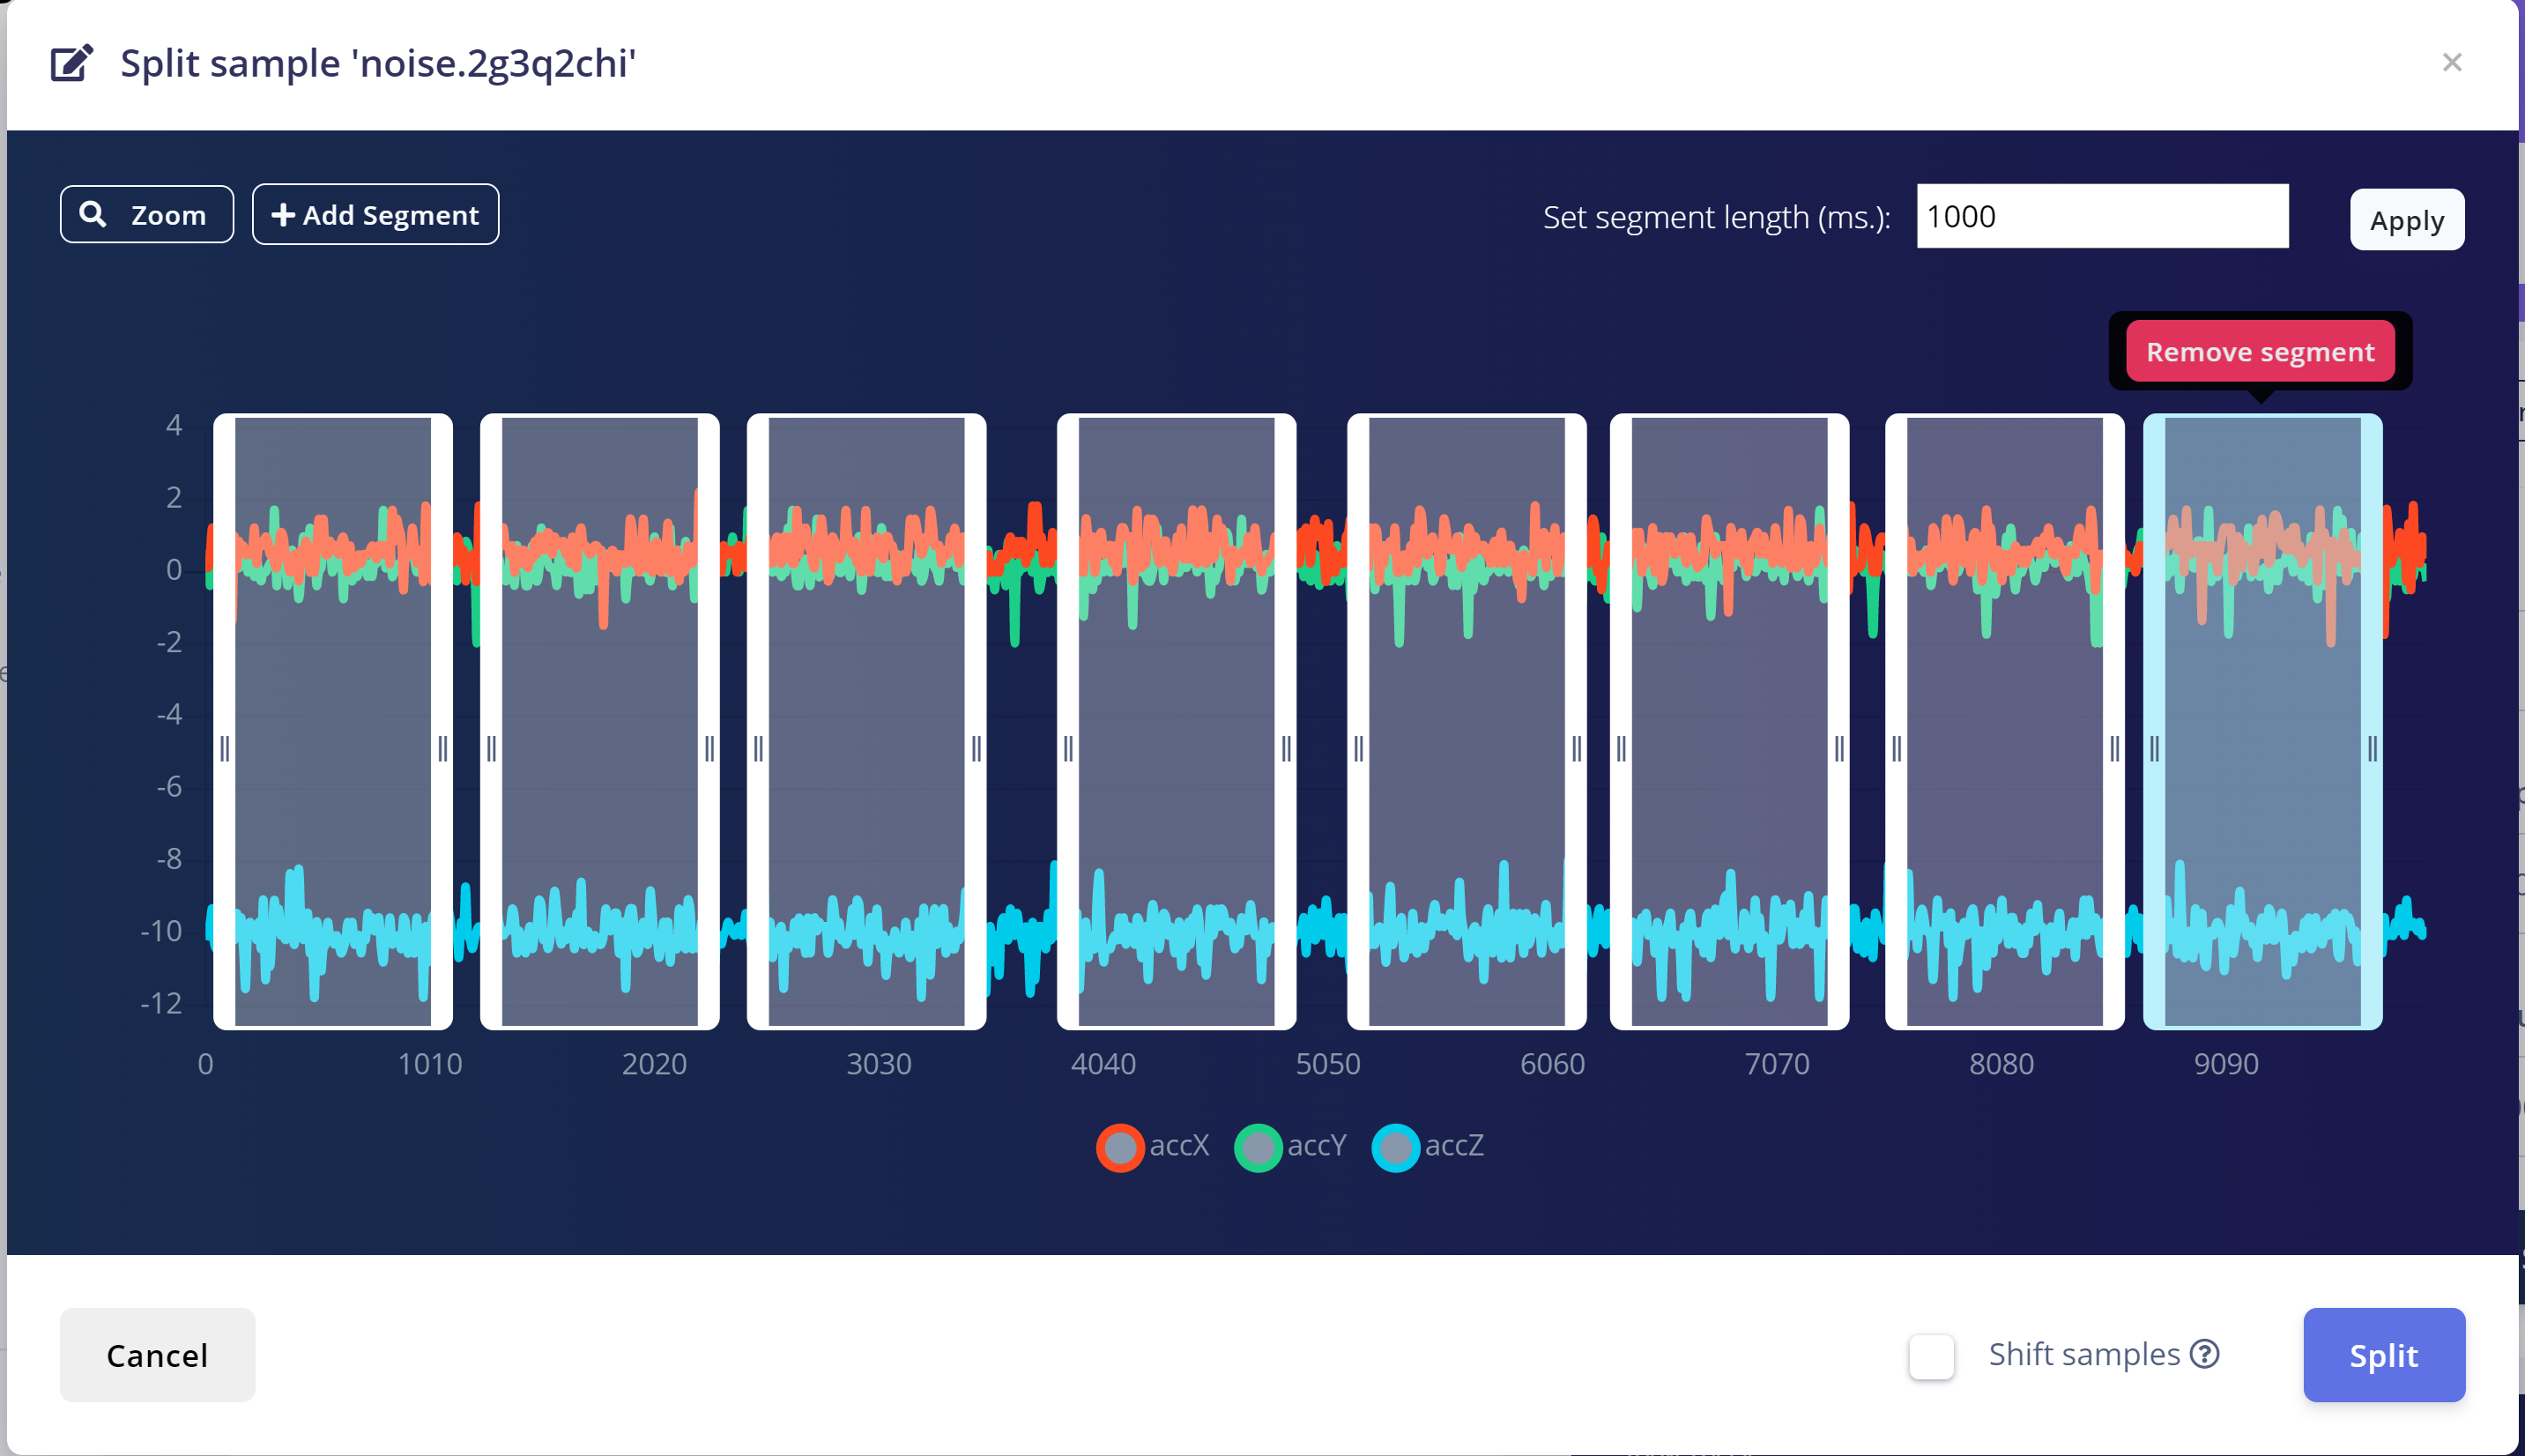 Split sample 'noise.2g3q2chi'
×
Zoom
Add Segment
Set segment length (ms.):
1000
Apply
Remove segment
4
2
0
-2
-4
-6
-8
-10
-12
0 1010 2020 3030 4040 5050 6060 7070 8080 9090
accX accY accZ
Cancel
Shift samples ?
Split